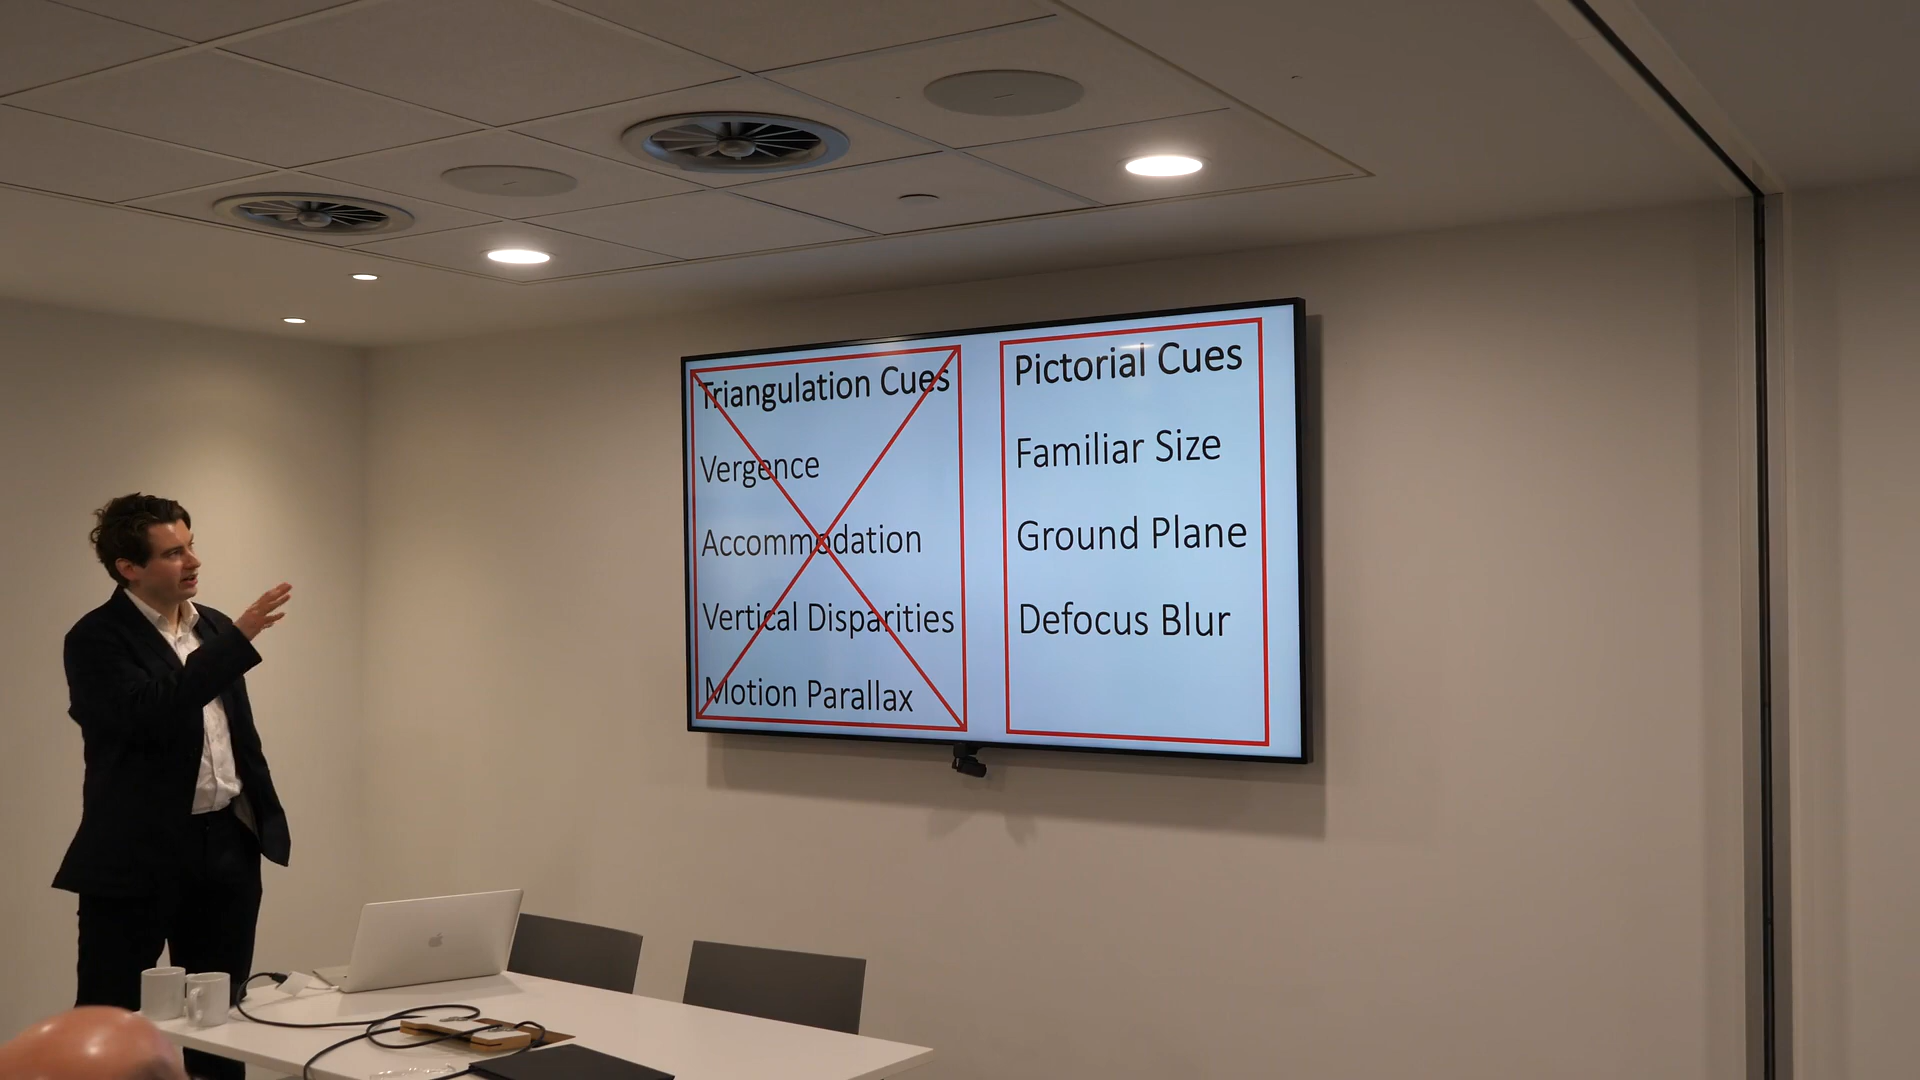 Triangulation Cues
Vergence
Accommodation
Vertical Disparities
Motion Parallax
Pictorial Cues
Familiar Size
Ground Plane
Defocus Blur